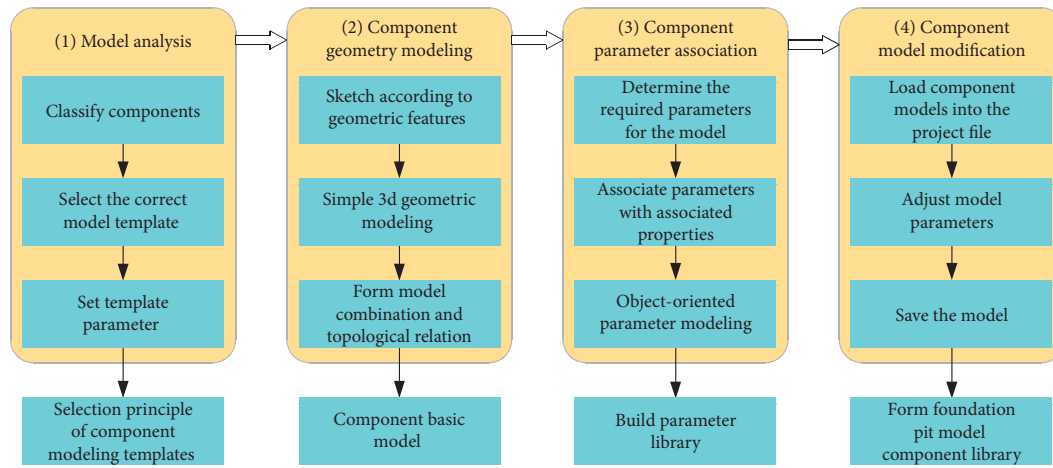 (1) Model analysis
Classify components
Select the correct
model template
Set template
parameter
Selection principle
of component
modeling templates
(2) Component
geometry modeling
Sketch according to
geometric features
Simple 3d geometric
modeling
Form model
combination and
topological relation
Component basic
model
(3) Component
parameter association
Determine the
required parameters
for the model
Associate parameters
with associated
properties
Object-oriented
parameter modeling
Build parameter
library
(4) Component
model modification
Load component
models into the
project file
Adjust model
parameters
Save the model
Form foundation
pit model
component library